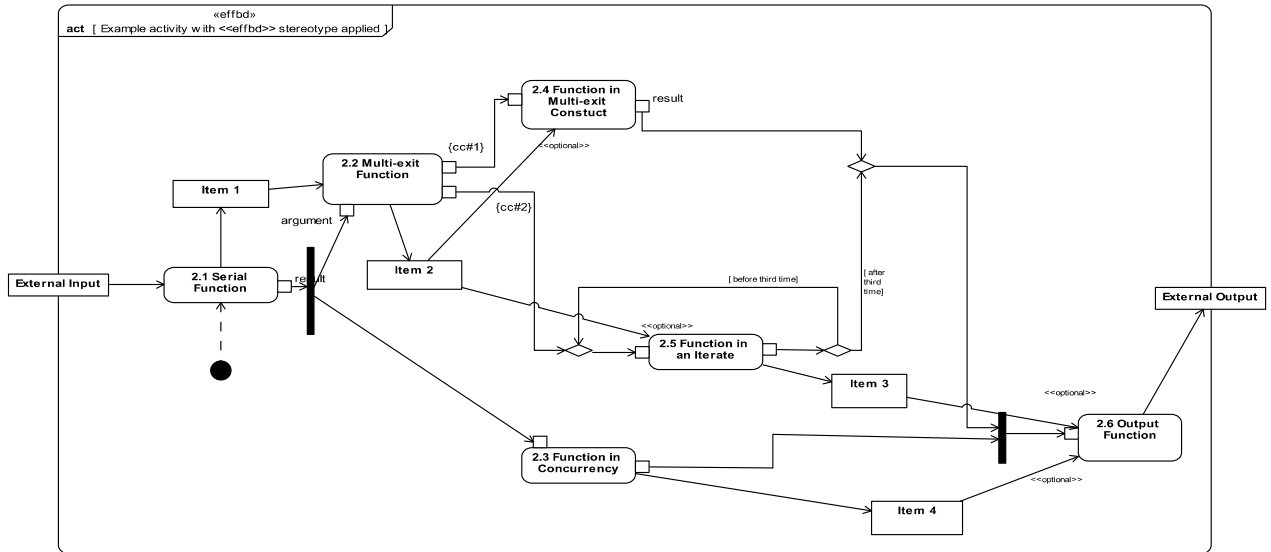 «effbd»
act [ Example activity with <<effbd>> stereotype applied ]
2.4 Function in
Multi-exit
Constuct
result
{cc#1}
<<optional>>
2.2 Multi-exit
Function
Item 1
{cc#2}
argument
Item 2
result
External Input
2.1 Serial
Function
[ before third time]
[ after
third
time]
External Output
<<optional>>
2.5 Function in
an Iterate
Item 3
<<optional>>
2.6 Output
Function
2.3 Function in
Concurrency
<<optional>>
Item 4